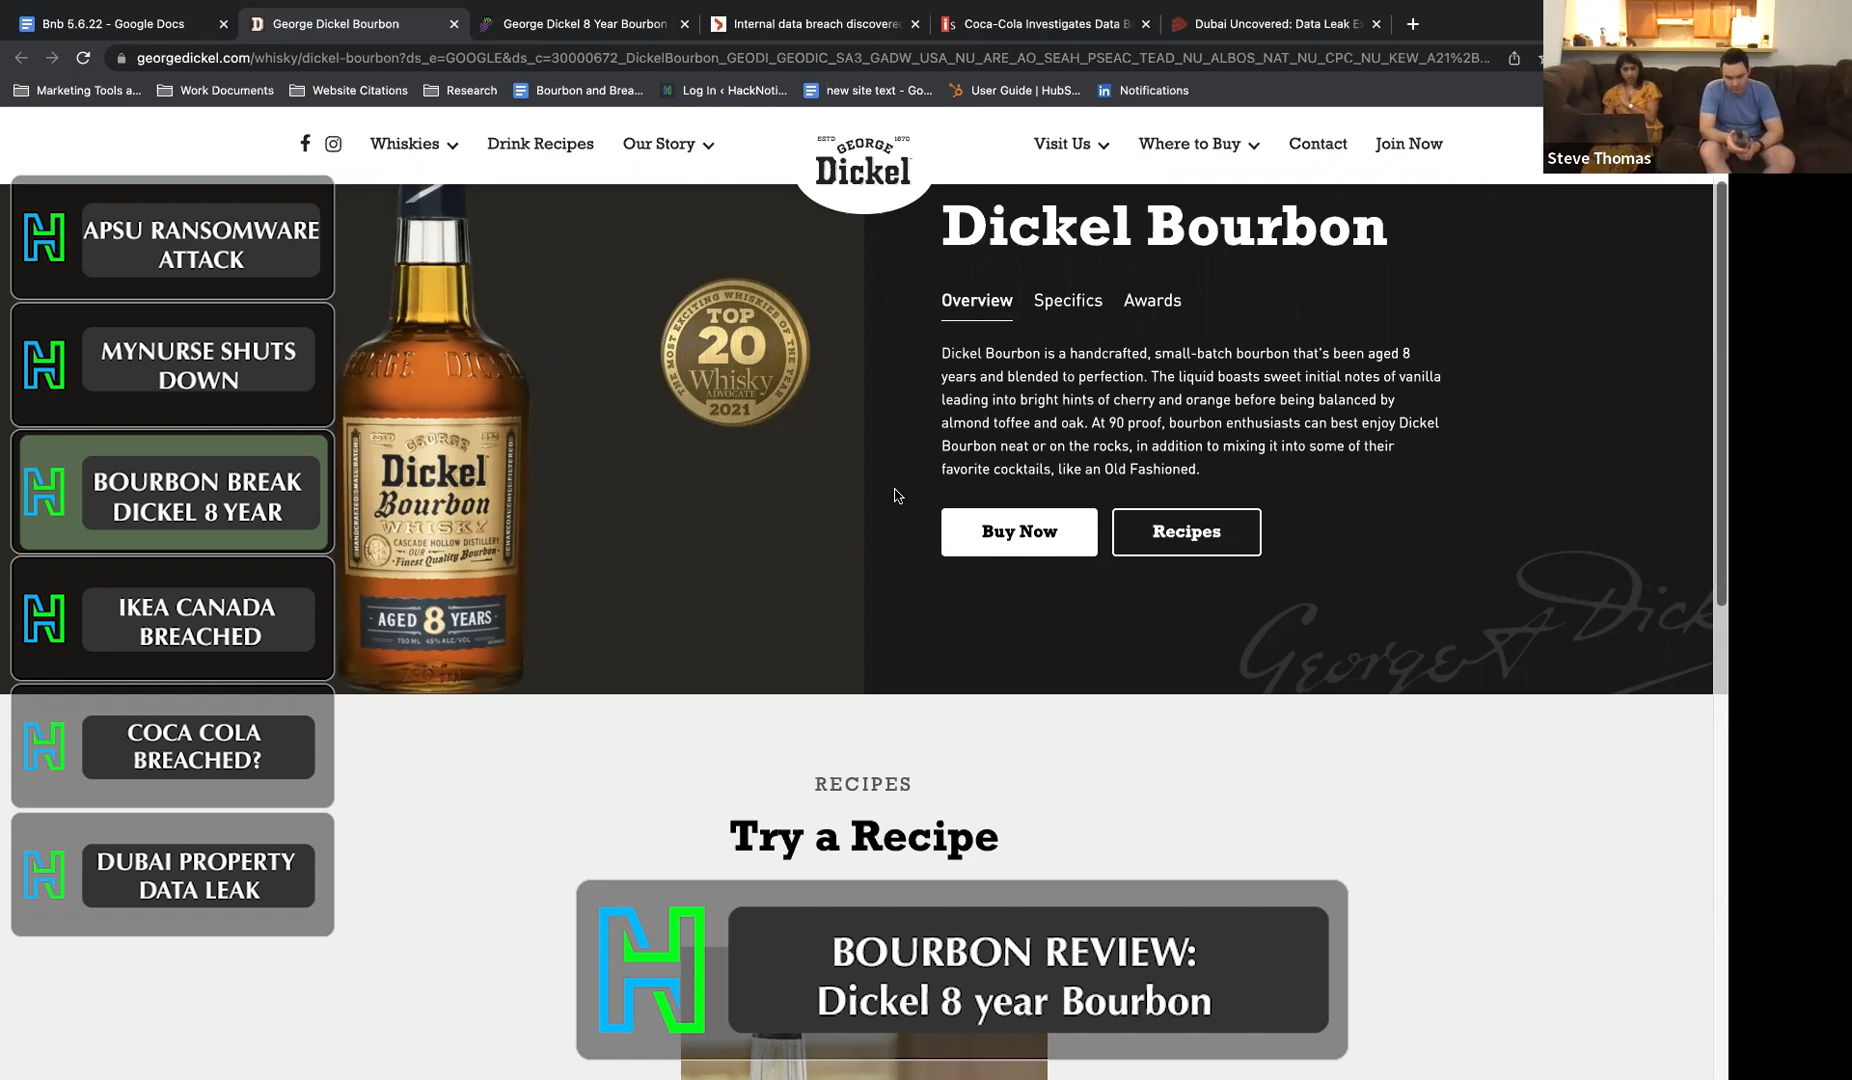 Bnb 5.6.22 - Google Docs
George Dickel Bourbon
George Dickel 8 Year Bourbon
Internal data breach discovere
Coca-Cola Investigates Data B
Dubai Uncovered: Data Leak E
georgedickel.com/whisky/dickel-bourbon?ds_e=GOOGLE&ds_c=30000672_DickelBourbon_GEODI_GEODIC_SA3_GADW_USA_NU_ARE_AO_SEAH_PSEAC_TEAD_NU_ALBOS_NAT_NU_CPC_NU_KEW_A21%2B...
Marketing Tools a...
Work Documents
Website Citations
Research
Bourbon and Brea...
Log In ‹ HackNoti...
new site text - Go...
User Guide | HubS...
Notifications
Steve Thomas
Whiskies
Drink Recipes
Our Story
ESTD 1870
GEORGE
Dickel
Visit Us
Where to Buy
Contact
Join Now
APSU RANSOMWARE
ATTACK
MYNURSE SHUTS
DOWN
BOURBON BREAK
DICKEL 8 YEAR
IKEA CANADA
BREACHED
COCA COLA
BREACHED?
DUBAI PROPERTY
DATA LEAK
GEORGE DICKEL
GEORGE
Dickel
Bourbon
WHISKY
CASCADE HOLLOW DISTILLERY
OUR
Finest Quality Bourbon
HANDCRAFTED SMALL BATCH
CHARCOAL CHILL FILTERED
AGED 8 YEARS
750 ML 45% ALC/VOL
THE MOST EXCITING WHISKIES OF THE YEAR
TOP
20
Whisky
ADVOCATE
2021
Dickel Bourbon
Overview
Specifics
Awards
Dickel Bourbon is a handcrafted, small-batch bourbon that's been aged 8
years and blended to perfection. The liquid boasts sweet initial notes of vanilla
leading into bright hints of cherry and orange before being balanced by
almond toffee and oak. At 90 proof, bourbon enthusiasts can best enjoy Dickel
Bourbon neat or on the rocks, in addition to mixing it into some of their
favorite cocktails, like an Old Fashioned.
Buy Now
Recipes
George A Dick
RECIPES
Try a Recipe
BOURBON REVIEW:
Dickel 8 year Bourbon